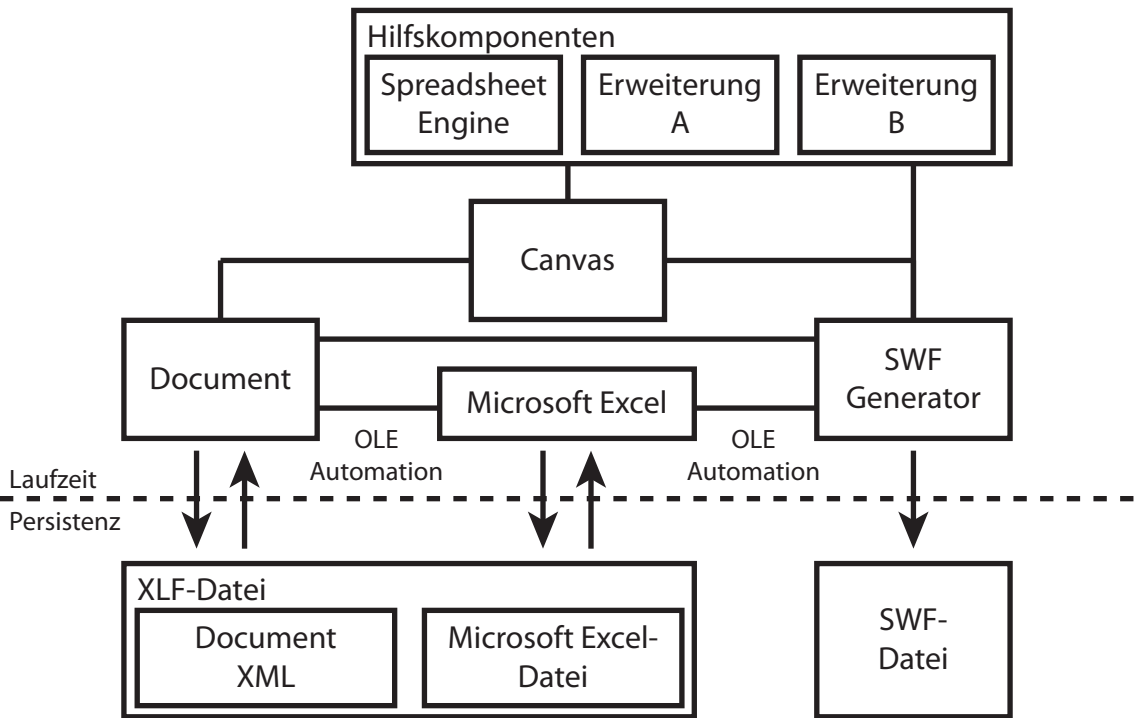 Hilfskomponenten
Spreadsheet
Engine
Erweiterung
A
Erweiterung
B
Canvas
Document
Microsoft Excel
SWF
Generator
OLE
Automation
OLE
Automation
Laufzeit
Persistenz
XLF-Datei
Document
XML
Microsoft Excel-
Datei
SWF-
Datei